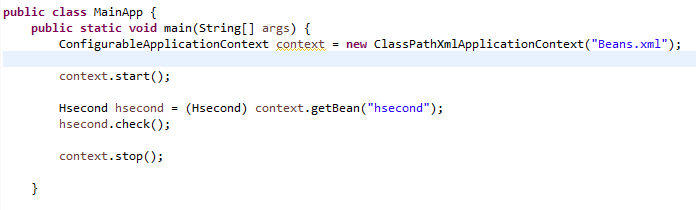 public class MainApp {
    public static void main(String[] args) {
        ConfigurableApplicationContext context = new ClassPathXmlApplicationContext("Beans.xml");
        context.start();
        Hsecond hsecond = (Hsecond) context.getBean("hsecond");
        hsecond.check();
        context.stop();
    }